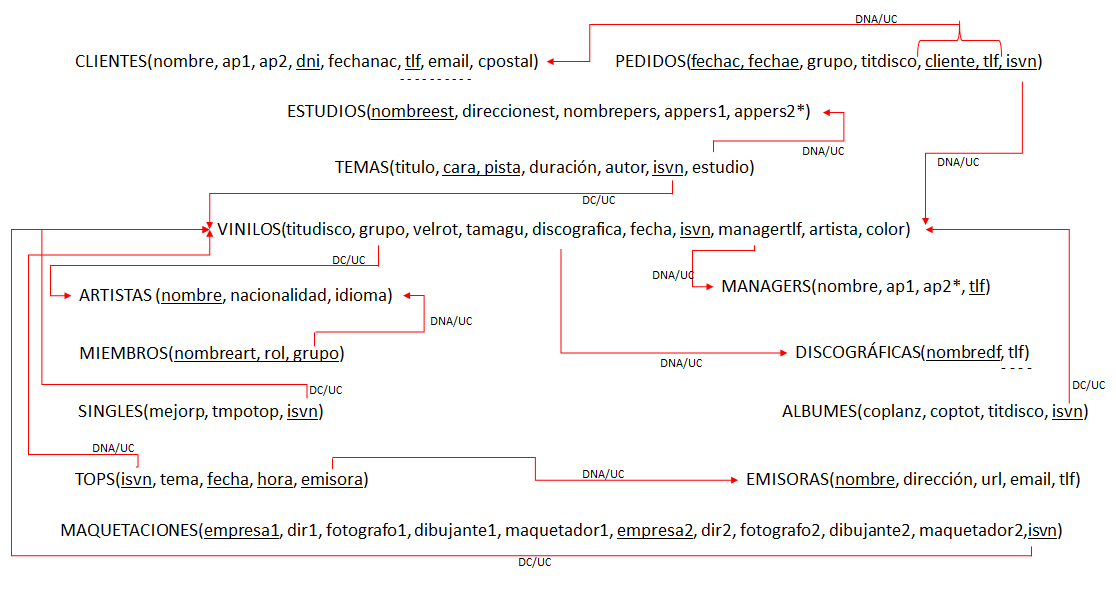 DNA/UC
CLIENTES(nombre, ap1, ap2, dni, fechanac, tlf, email, cpostal)
PEDIDOS(fechac, fechae, grupo, titdisco, cliente, tlf, isvn)
ESTUDIOS(nombreest, direccionest, nombrepers, appers1, appers2*)
DNA/UC
DNA/UC
TEMAS(titulo, cara, pista, duración, autor, isvn, estudio)
DC/UC
VINILOS(titudisco, grupo, velrot, tamagu, discografica, fecha, isvn, managertlf, artista, color)
DC/UC
DNA/UC
MANAGERS(nombre, ap1, ap2*, tlf)
ARTISTAS (nombre, nacionalidad, idioma)
DNA/UC
MIEMBROS(nombreart, rol, grupo)
DISCOGRÁFICAS(nombredf, tlf)
DNA/UC
DC/UC
DC/UC
SINGLES(mejorp, tmpotop, isvn)
ALBUMES(coplanz, coptot, titdisco, isvn)
DNA/UC
DNA/UC
TOPS(isvn, tema, fecha, hora, emisora)
EMISORAS(nombre, dirección, url, email, tlf)
MAQUETACIONES(empresa1, dir1, fotografo1, dibujante1, maquetador1, empresa2, dir2, fotografo2, dibujante2, maquetador2,isvn)
DC/UC